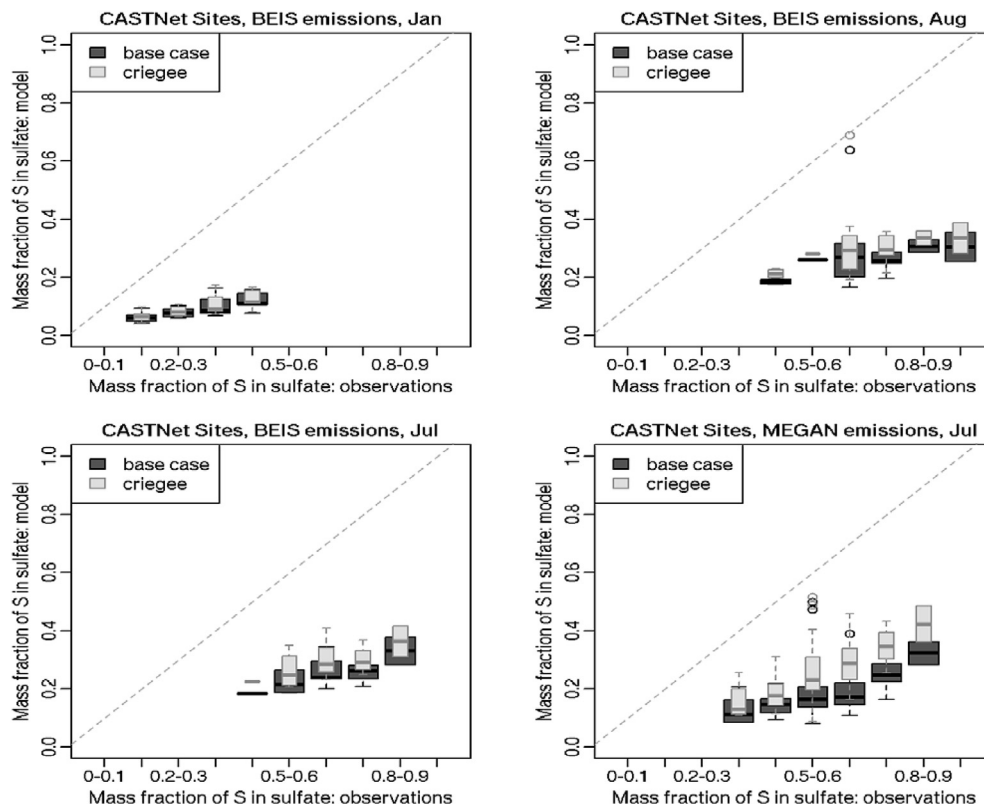 CASTNet Sites, BEIS emissions, Jan
base case
criegee
Mass fraction of S in sulfate: model
1.0
0.8
0.6
0.4
0.2
0.0
0–0.1 0.2–0.3 0.5–0.6 0.8–0.9
Mass fraction of S in sulfate: observations
CASTNet Sites, BEIS emissions, Aug
base case
criegee
Mass fraction of S in sulfate: model
1.0
0.8
0.6
0.4
0.2
0.0
0–0.1 0.2–0.3 0.5–0.6 0.8–0.9
Mass fraction of S in sulfate: observations
CASTNet Sites, BEIS emissions, Jul
base case
criegee
Mass fraction of S in sulfate: model
1.0
0.8
0.6
0.4
0.2
0.0
0–0.1 0.2–0.3 0.5–0.6 0.8–0.9
Mass fraction of S in sulfate: observations
CASTNet Sites, MEGAN emissions, Jul
base case
criegee
Mass fraction of S in sulfate: model
1.0
0.8
0.6
0.4
0.2
0.0
0–0.1 0.2–0.3 0.5–0.6 0.8–0.9
Mass fraction of S in sulfate: observations